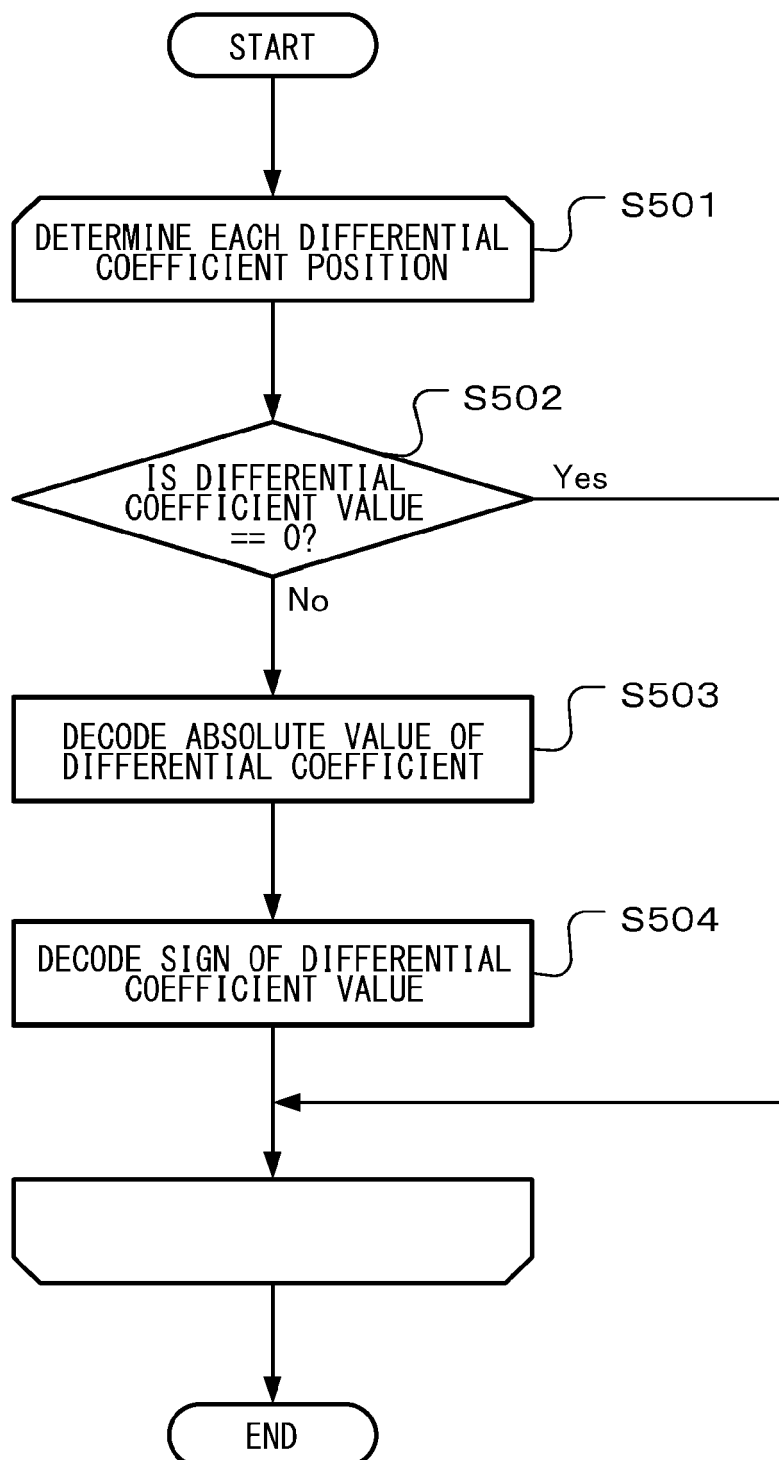 START
S501
DETERMINE EACH DIFFERENTIAL
COEFFICIENT POSITION
S502
IS DIFFERENTIAL
COEFFICIENT VALUE
== 0?
Yes
No
S503
DECODE ABSOLUTE VALUE OF
DIFFERENTIAL COEFFICIENT
S504
DECODE SIGN OF DIFFERENTIAL
COEFFICIENT VALUE
END